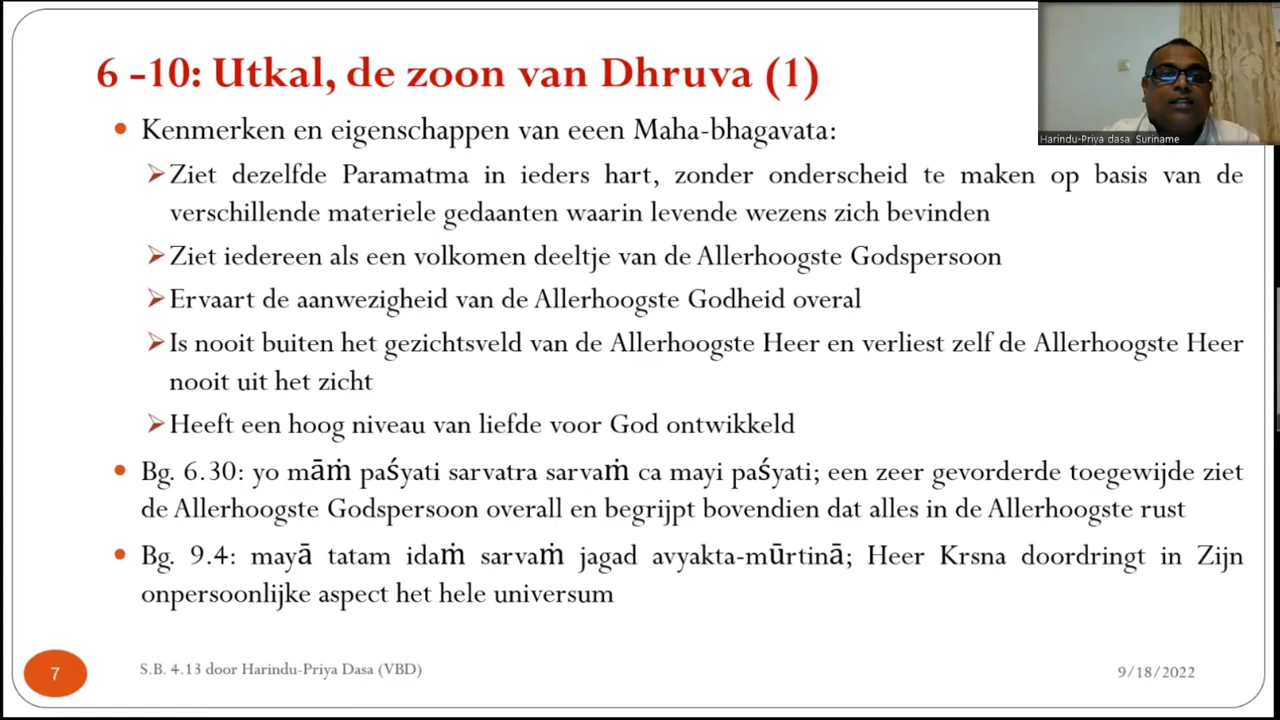 6 -10: Utkal, de zoon van Dhruva (1)
Harindu-Priya dasa, Suriname
• Kenmerken en eigenschappen van eeen Maha-bhagavata:
➢ Ziet dezelfde Paramatma in ieders hart, zonder onderscheid te maken op basis van de
verschillende materiele gedaanten waarin levende wezens zich bevinden
➢ Ziet iedereen als een volkomen deeltje van de Allerhoogste Godspersoon
➢ Ervaart de aanwezigheid van de Allerhoogste Godheid overal
➢ Is nooit buiten het gezichtsveld van de Allerhoogste Heer en verliest zelf de Allerhoogste Heer
nooit uit het zicht
➢ Heeft een hoog niveau van liefde voor God ontwikkeld
• Bg. 6.30: yo māṁ paśyati sarvatra sarvaṁ ca mayi paśyati; een zeer gevorderde toegewijde ziet
de Allerhoogste Godspersoon overall en begrijpt bovendien dat alles in de Allerhoogste rust
• Bg. 9.4: mayā tatam idaṁ sarvaṁ jagad avyakta-mūrtinā; Heer Krsna doordringt in Zijn
onpersoonlijke aspect het hele universum
7
S.B. 4.13 door Harindu-Priya Dasa (VBD)
9/18/2022